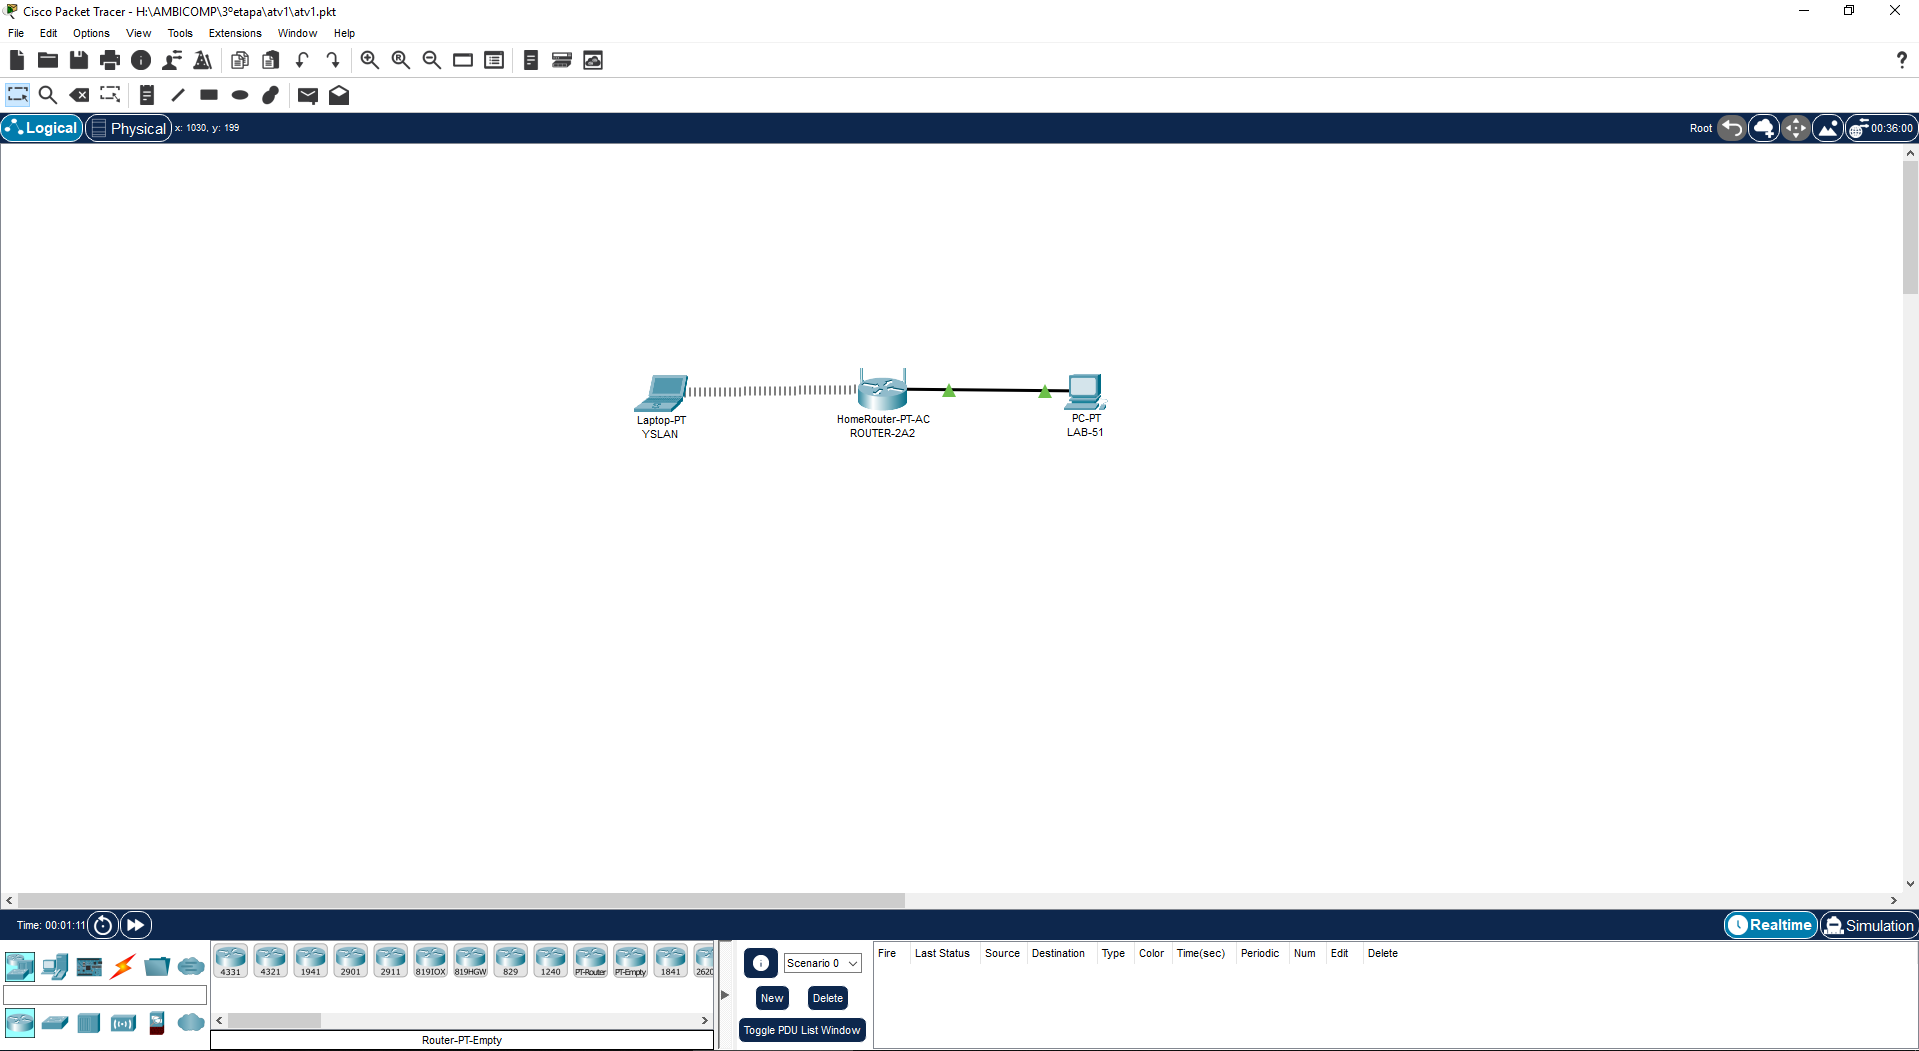 Cisco Packet Tracer - H:\AMBICOMP\3ºetapa\atv1\atv1.pkt
File Edit Options View Tools Extensions Window Help
Logical Physical x: 1030, y: 199 Root 00:36:00
Laptop-PT
YSLAN
HomeRouter-PT-AC
ROUTER-2A2
PC-PT
LAB-51
Time: 00:01:11 Realtime Simulation
4331 4321 1941 2901 2911 819IOX 819HGW 829 1240 PT-Router PT-Empty 1841 2620
Router-PT-Empty
Scenario 0
New Delete
Toggle PDU List Window
Fire Last Status Source Destination Type Color Time(sec) Periodic Num Edit Delete